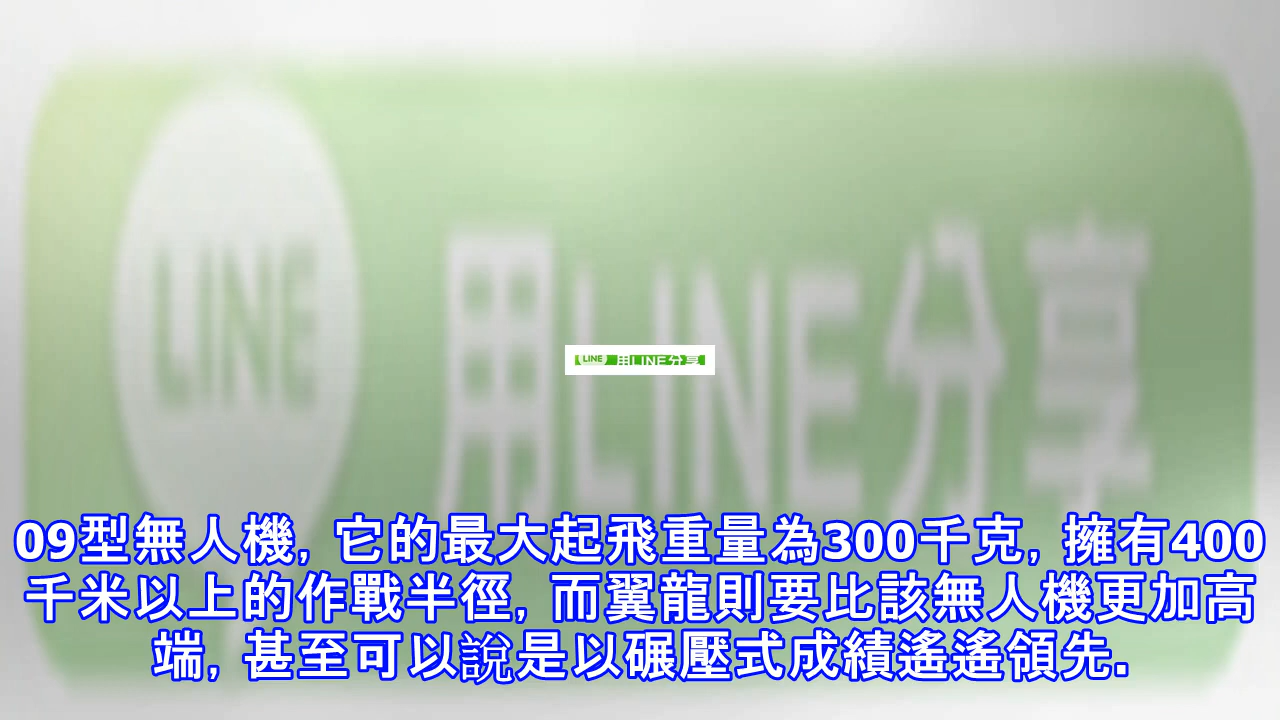 LINE
用LINE分享
LINE 用LINE分享
09型無人機, 它的最大起飛重量為300千克, 擁有400
千米以上的作戰半徑, 而翼龍則要比該無人機更加高
端, 甚至可以說是以碾壓式成績遙遙領先.